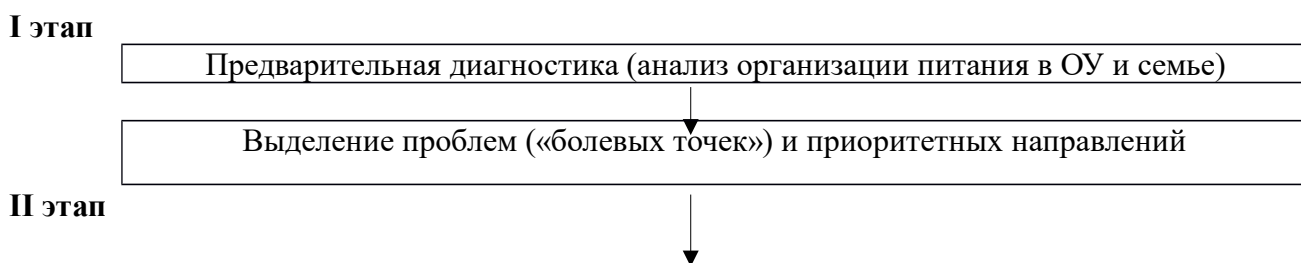 I этап
Предварительная диагностика (анализ организации питания в ОУ и семье)
Выделение проблем («болевых точек») и приоритетных направлений
II этап